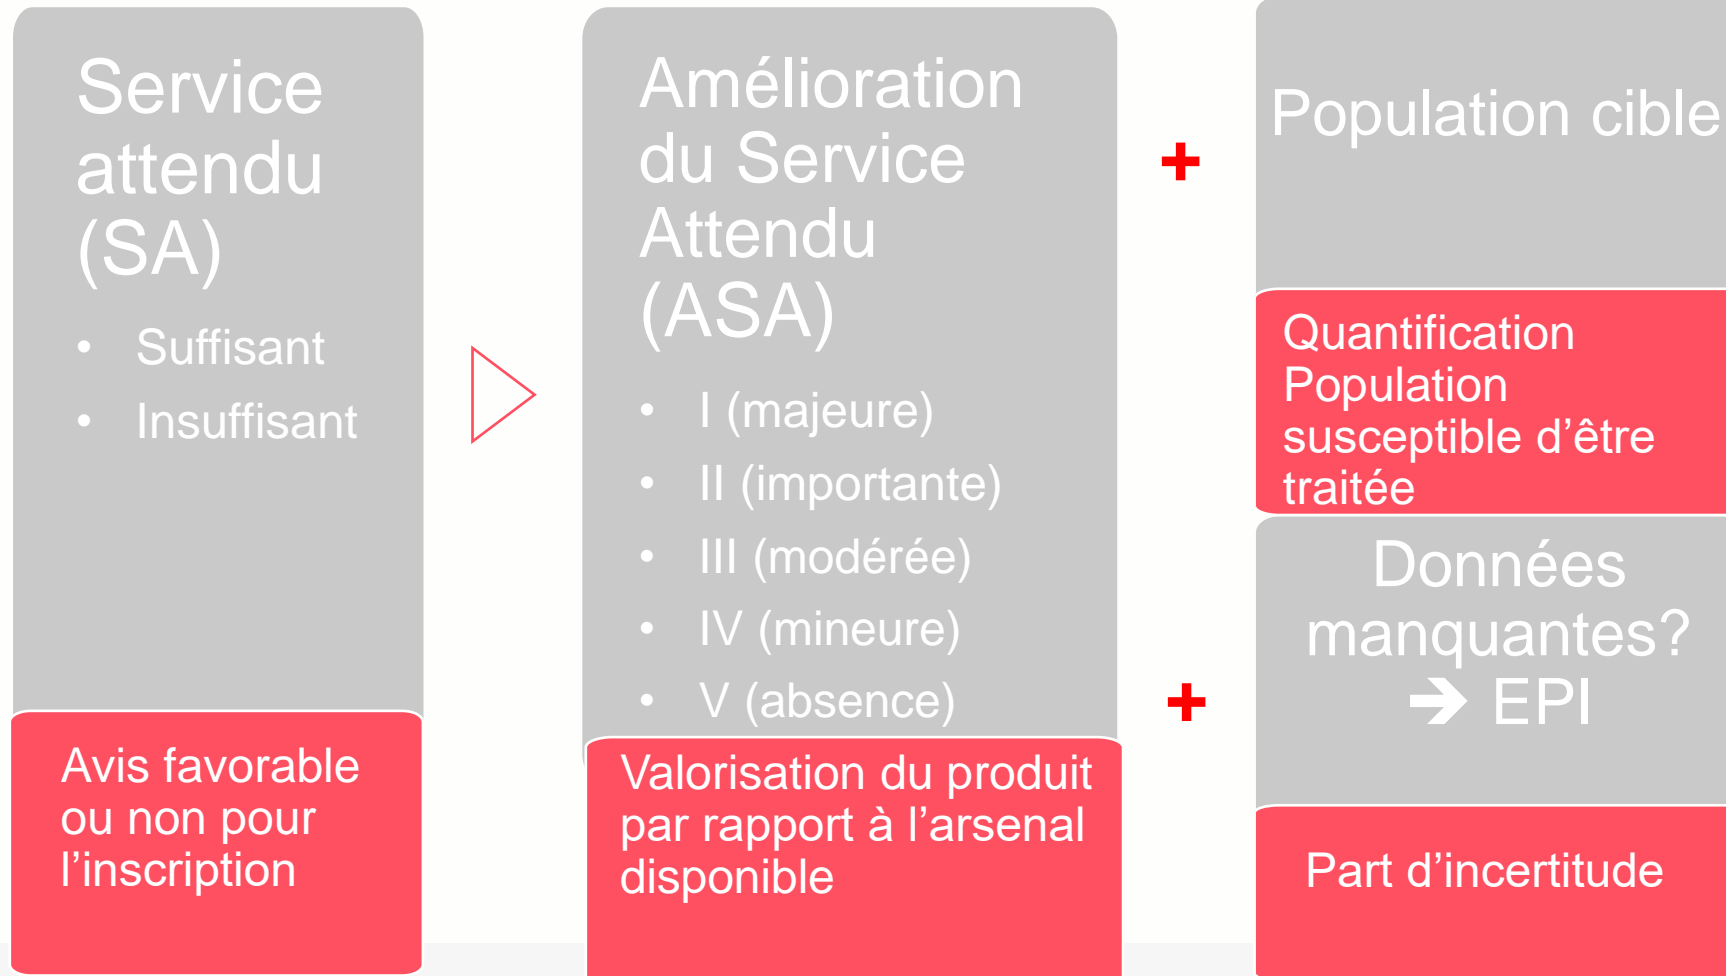 Service
attendu
(SA)
• Suffisant
• Insuffisant
Avis favorable
ou non pour
l’inscription
Amélioration
du Service
Attendu
(ASA)
• I (majeure)
• II (importante)
• III (modérée)
• IV (mineure)
• V (absence)
Valorisation du produit
par rapport à l’arsenal
disponible
+
Population cible
Quantification
Population
susceptible d’être
traitée
+
Données
manquantes?
➔ EPI
Part d’incertitude